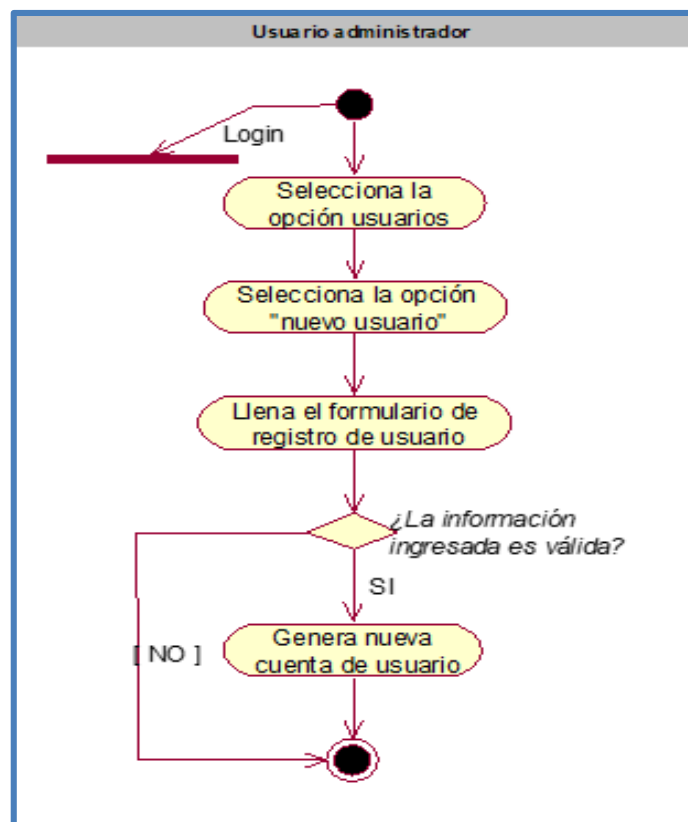 Usuario administrador
Login
Selecciona la
opción usuarios
Selecciona la opción
"nuevo usuario"
Llena el formulario de
registro de usuario
¿La información
ingresada es válida?
SI
Genera nueva
cuenta de usuario
[ NO ]